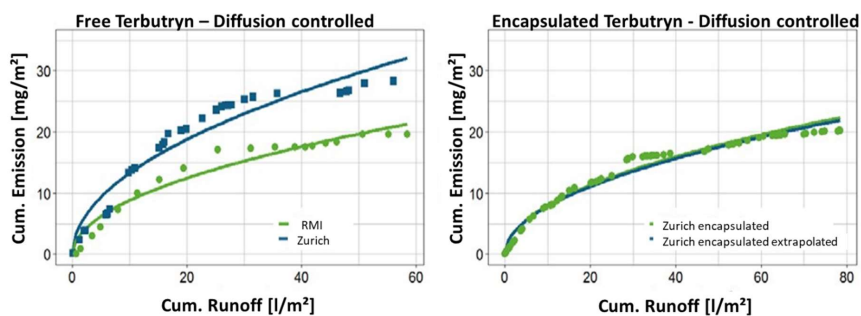 Free Terbutryn – Diffusion controlled
Cum. Emission [mg/m²]
30
20
10
0
RMI
Zurich
0
20
40
60
Cum. Runoff [l/m²]
Encapsulated Terbutryn - Diffusion controlled
Cum. Emission [mg/m²]
30
20
10
0
Zurich encapsulated
Zurich encapsulated extrapolated
0
20
40
60
80
Cum. Runoff [l/m²]